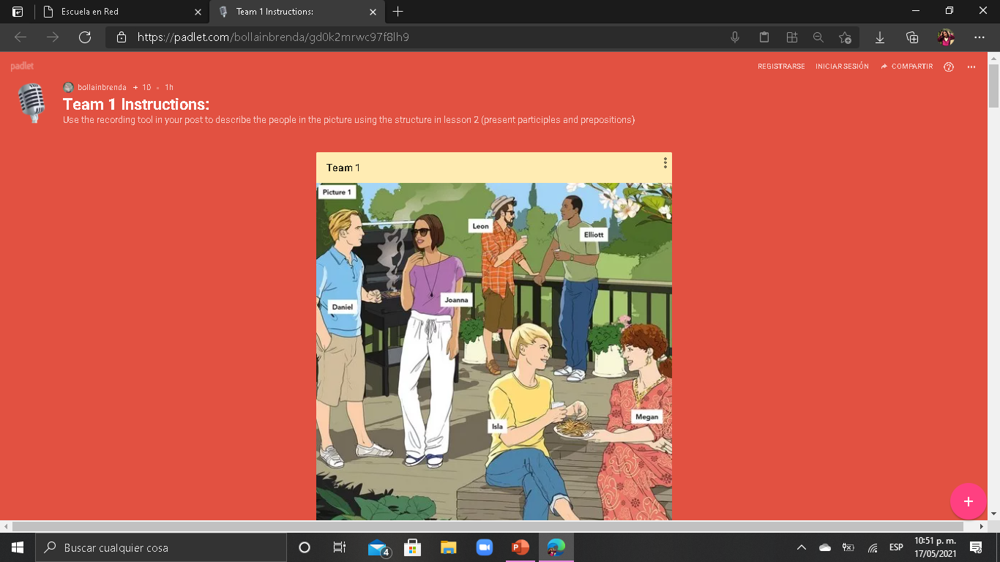 Escuela en Red
Team 1 Instructions:
https://padlet.com/bollainbrenda/gd0k2mrwc97f8lh9
padlet
REGISTRARSE
INICIAR SESIÓN
COMPARTIR
bollainbrenda + 10 • 1h
Team 1 Instructions:
Use the recording tool in your post to describe the people in the picture using the structure in lesson 2 (present participles and prepositions}
Team 1
Picture 1
Leon
Elliott
Daniel
Joanna
Isla
Megan
Buscar cualquier cosa
4
ESP
10:51 p. m.
17/05/2021